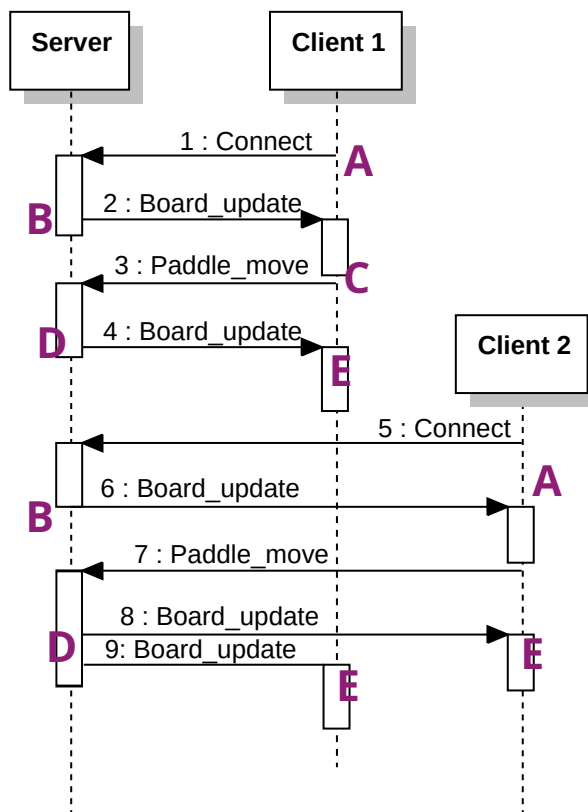 Server
Client 1
1 : Connect
A
2 : Board_update
B
3 : Paddle_move
C
4 : Board_update
D
E
Client 2
5 : Connect
A
6 : Board_update
B
7 : Paddle_move
8 : Board_update
D
E
9: Board_update
E